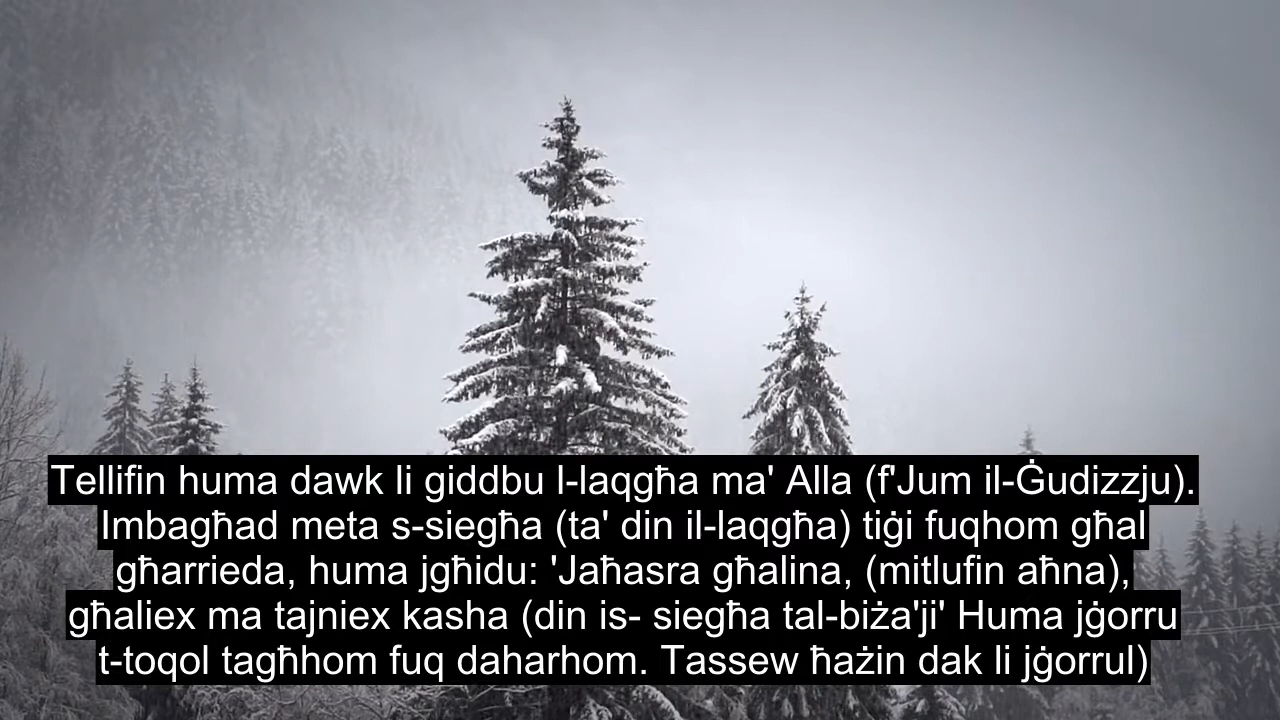 Tellifin huma dawk li giddbu l-laqgħa ma' Alla (f'Jum il-Ġudizzju).
Imbagħad meta s-siegħa (ta' din il-laqgħa) tiġi fuqhom għal
għarrieda, huma jgħidu: 'Jaħasra għalina, (mitlufin aħna),
għaliex ma tajniex kasha (din is- siegħa tal-biża'ji' Huma jġorru
t-toqol tagħhom fuq daharhom. Tassew ħażin dak li jġorrul)